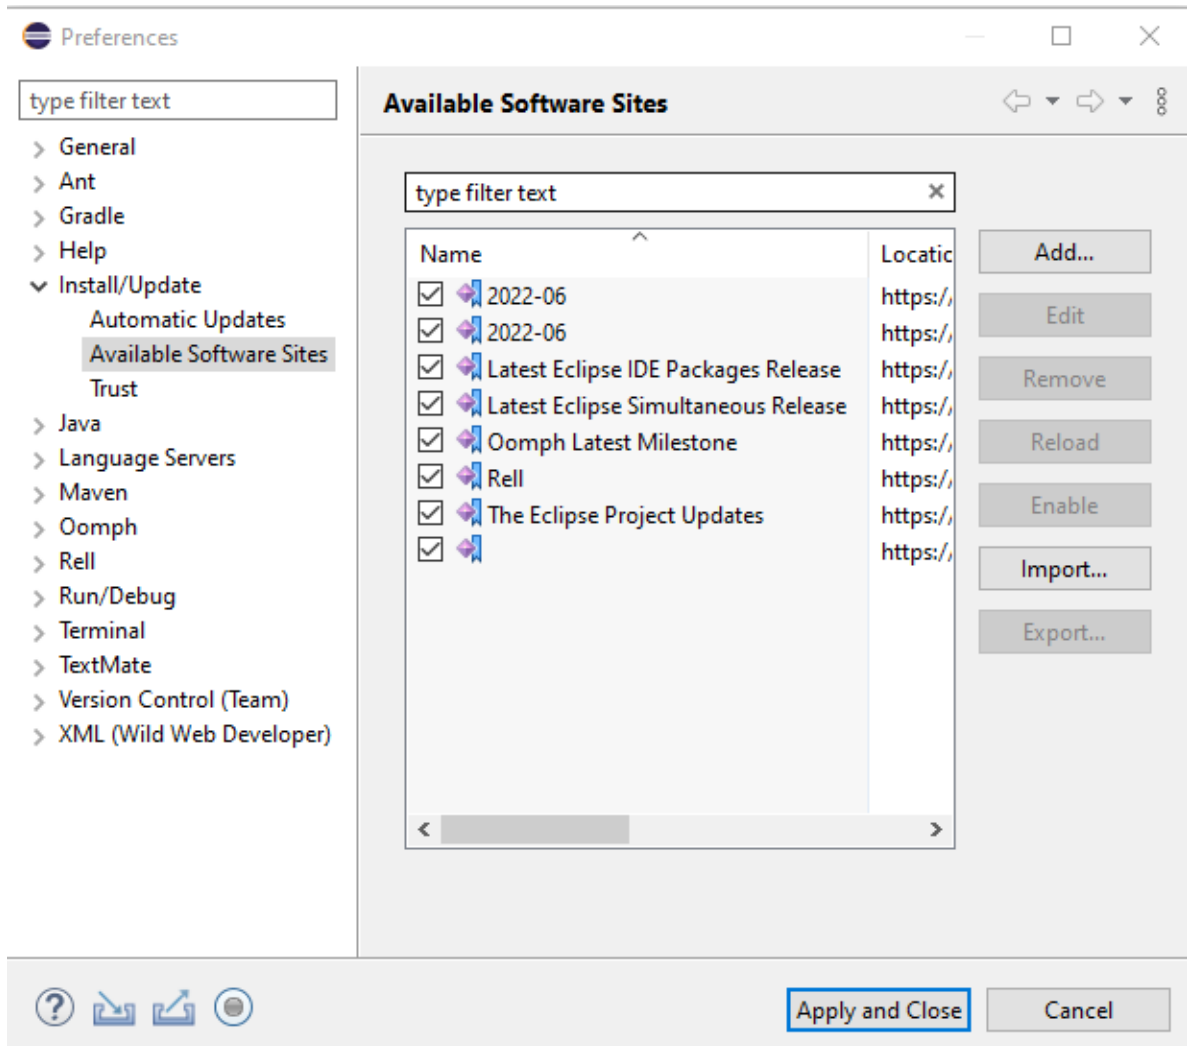 Preferences
type filter text
General
Ant
Gradle
Help
Install/Update
Automatic Updates
Available Software Sites
Trust
Java
Language Servers
Maven
Oomph
Rell
Run/Debug
Terminal
TextMate
Version Control (Team)
XML (Wild Web Developer)
Available Software Sites
type filter text
Name Locatic
2022-06 https:/
2022-06 https:/
Latest Eclipse IDE Packages Release https:/
Latest Eclipse Simultaneous Release https:/
Oomph Latest Milestone https:/
Rell https:/
The Eclipse Project Updates https:/
https:/
Add...
Edit
Remove
Reload
Enable
Import...
Export...
Apply and Close
Cancel